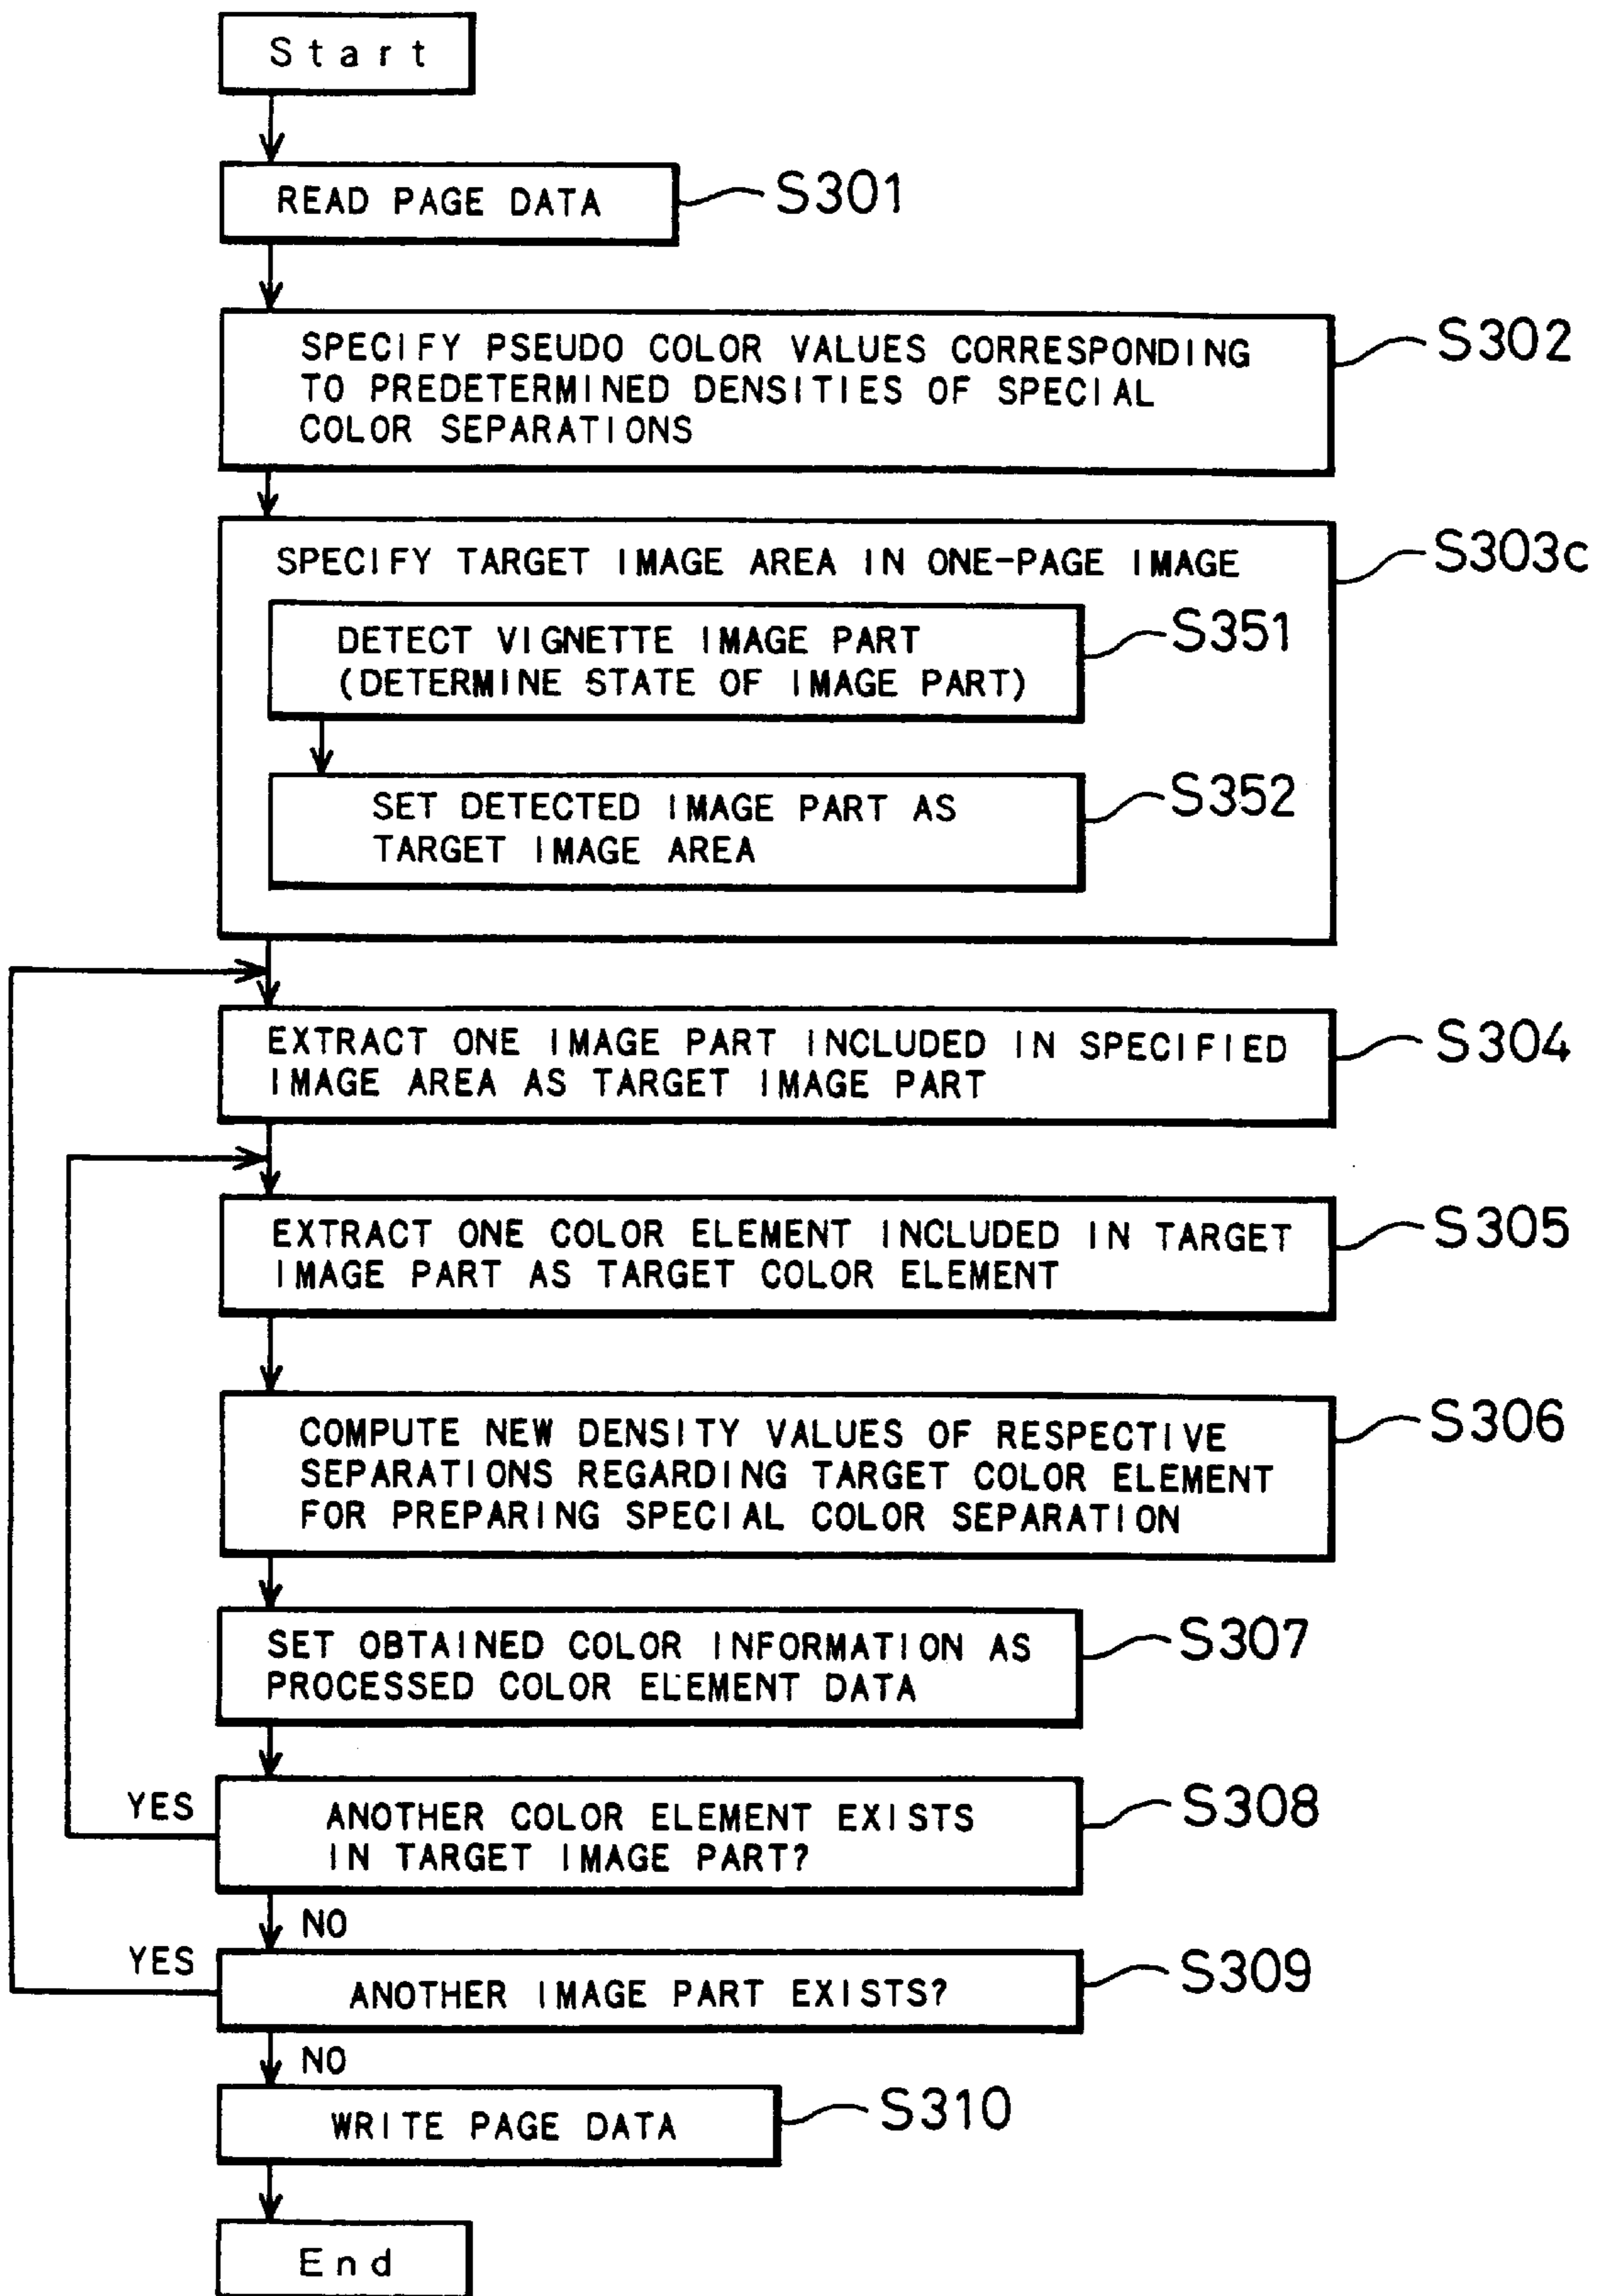 Start
READ PAGE DATA
S301
SPECIFY PSEUDO COLOR VALUES CORRESPONDING
TO PREDETERMINED DENSITIES OF SPECIAL
COLOR SEPARATIONS
S302
SPECIFY TARGET IMAGE AREA IN ONE-PAGE IMAGE
S303c
DETECT VIGNETTE IMAGE PART
(DETERMINE STATE OF IMAGE PART)
S351
SET DETECTED IMAGE PART AS
TARGET IMAGE AREA
S352
EXTRACT ONE IMAGE PART INCLUDED IN SPECIFIED
IMAGE AREA AS TARGET IMAGE PART
S304
EXTRACT ONE COLOR ELEMENT INCLUDED IN TARGET
IMAGE PART AS TARGET COLOR ELEMENT
S305
COMPUTE NEW DENSITY VALUES OF RESPECTIVE
SEPARATIONS REGARDING TARGET COLOR ELEMENT
FOR PREPARING SPECIAL COLOR SEPARATION
S306
SET OBTAINED COLOR INFORMATION AS
PROCESSED COLOR ELEMENT DATA
S307
YES
ANOTHER COLOR ELEMENT EXISTS
IN TARGET IMAGE PART?
S308
NO
YES
ANOTHER IMAGE PART EXISTS?
S309
NO
WRITE PAGE DATA
S310
End